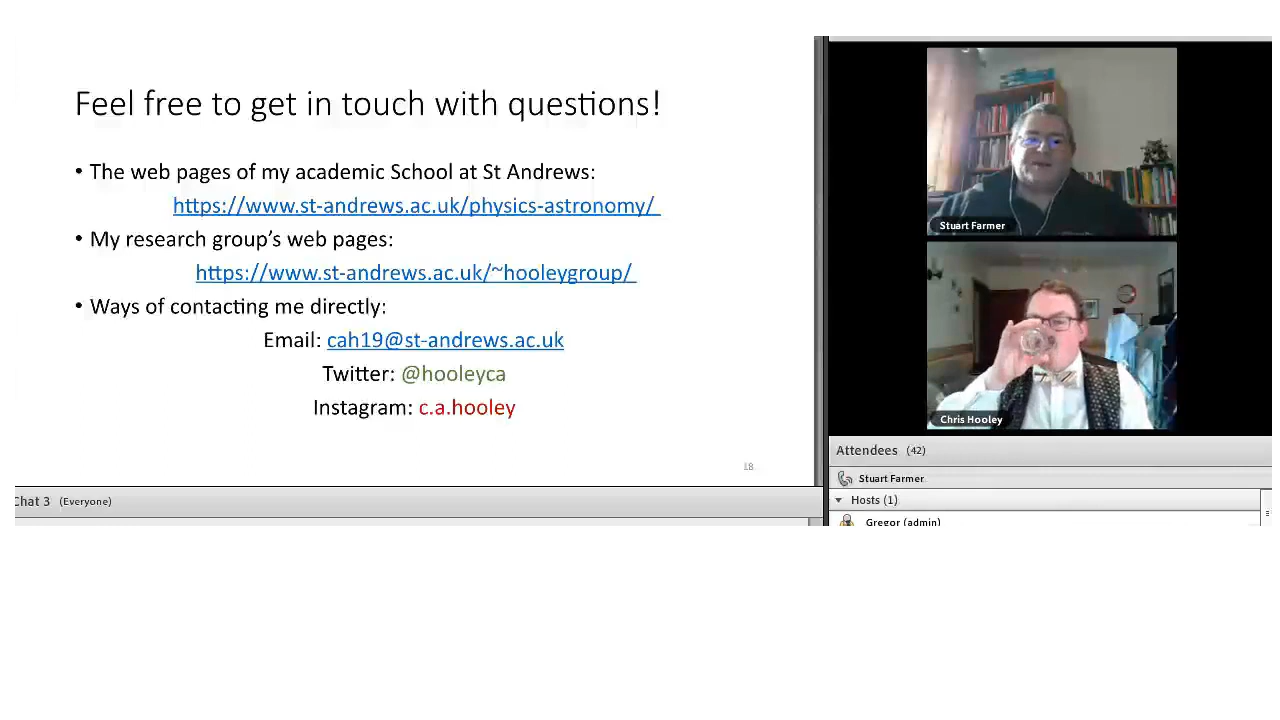 Feel free to get in touch with questions!
• The web pages of my academic School at St Andrews:
https://www.st-andrews.ac.uk/physics-astronomy/
• My research group’s web pages:
https://www.st-andrews.ac.uk/~hooleygroup/
• Ways of contacting me directly:
Email: cah19@st-andrews.ac.uk
Twitter: @hooleyca
Instagram: c.a.hooley
18
Chat 3 (Everyone)
Stuart Farmer
Chris Hooley
Attendees (42)
Stuart Farmer
Hosts (1)
Gregor (admin)